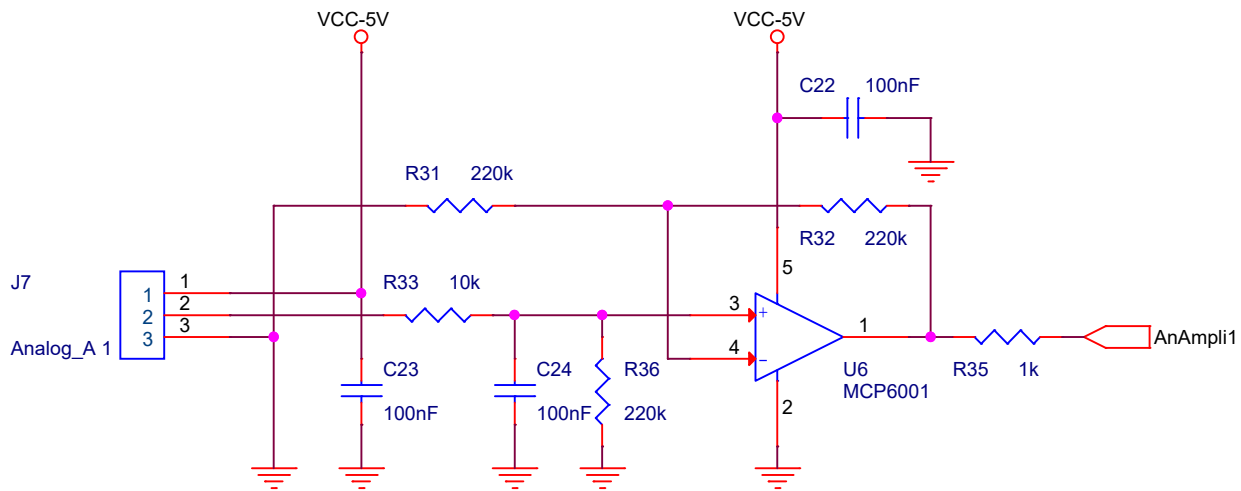 VCC-5V
VCC-5V
C22 100nF
R31 220k
R32 220k
5
J7
1
1
R33 10k
2
2
3
3
Analog_A 1
3
+
4
−
1
AnAmpli1
U6
MCP6001
R35 1k
C23
100nF
C24
100nF
R36
220k
2